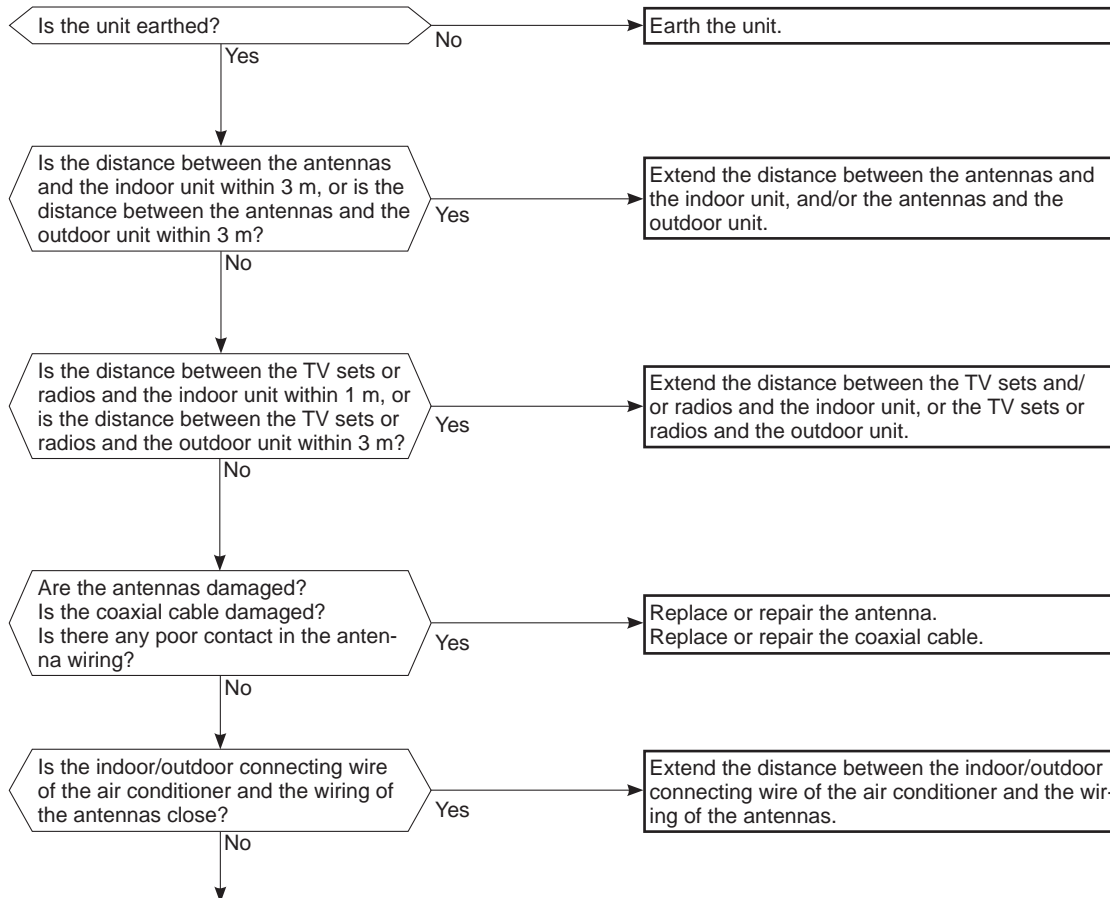 Is the unit earthed?
No
Earth the unit.
Yes
Is the distance between the antennas
and the indoor unit within 3 m, or is the
distance between the antennas and the
outdoor unit within 3 m?
Yes
Extend the distance between the antennas and
the indoor unit, and/or the antennas and the
outdoor unit.
No
Is the distance between the TV sets or
radios and the indoor unit within 1 m, or
is the distance between the TV sets or
radios and the outdoor unit within 3 m?
Yes
Extend the distance between the TV sets and/
or radios and the indoor unit, or the TV sets or
radios and the outdoor unit.
No
Are the antennas damaged?
Is the coaxial cable damaged?
Is there any poor contact in the anten-
na wiring?
Yes
Replace or repair the antenna.
Replace or repair the coaxial cable.
No
Is the indoor/outdoor connecting wire
of the air conditioner and the wiring of
the antennas close?
Yes
Extend the distance between the indoor/outdoor
connecting wire of the air conditioner and the wir-
ing of the antennas.
No